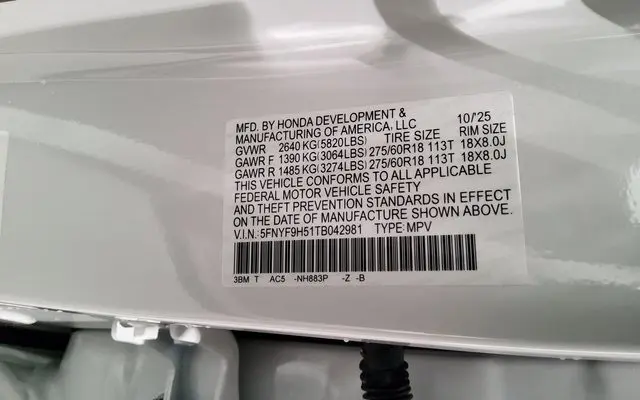 MFD. BY HONDA DEVELOPMENT & 10/'25
MANUFACTURING OF AMERICA, LLC
GVWR 2640 KG(5820LBS) TIRE SIZE RIM SIZE
GAWR F 1390 KG(3064LBS) 275/60R18 113T 18X8.0J
GAWR R 1485 KG(3274LBS) 275/60R18 113T 18X8.0J
THIS VEHICLE CONFORMS TO ALL APPLICABLE
FEDERAL MOTOR VEHICLE SAFETY
AND THEFT PREVENTION STANDARDS IN EFFECT
ON THE DATE OF MANUFACTURE SHOWN ABOVE.
V.I.N.: 5FNYF9H51TB042981 TYPE: MPV
3BM T AC5 -NH883P -Z -B